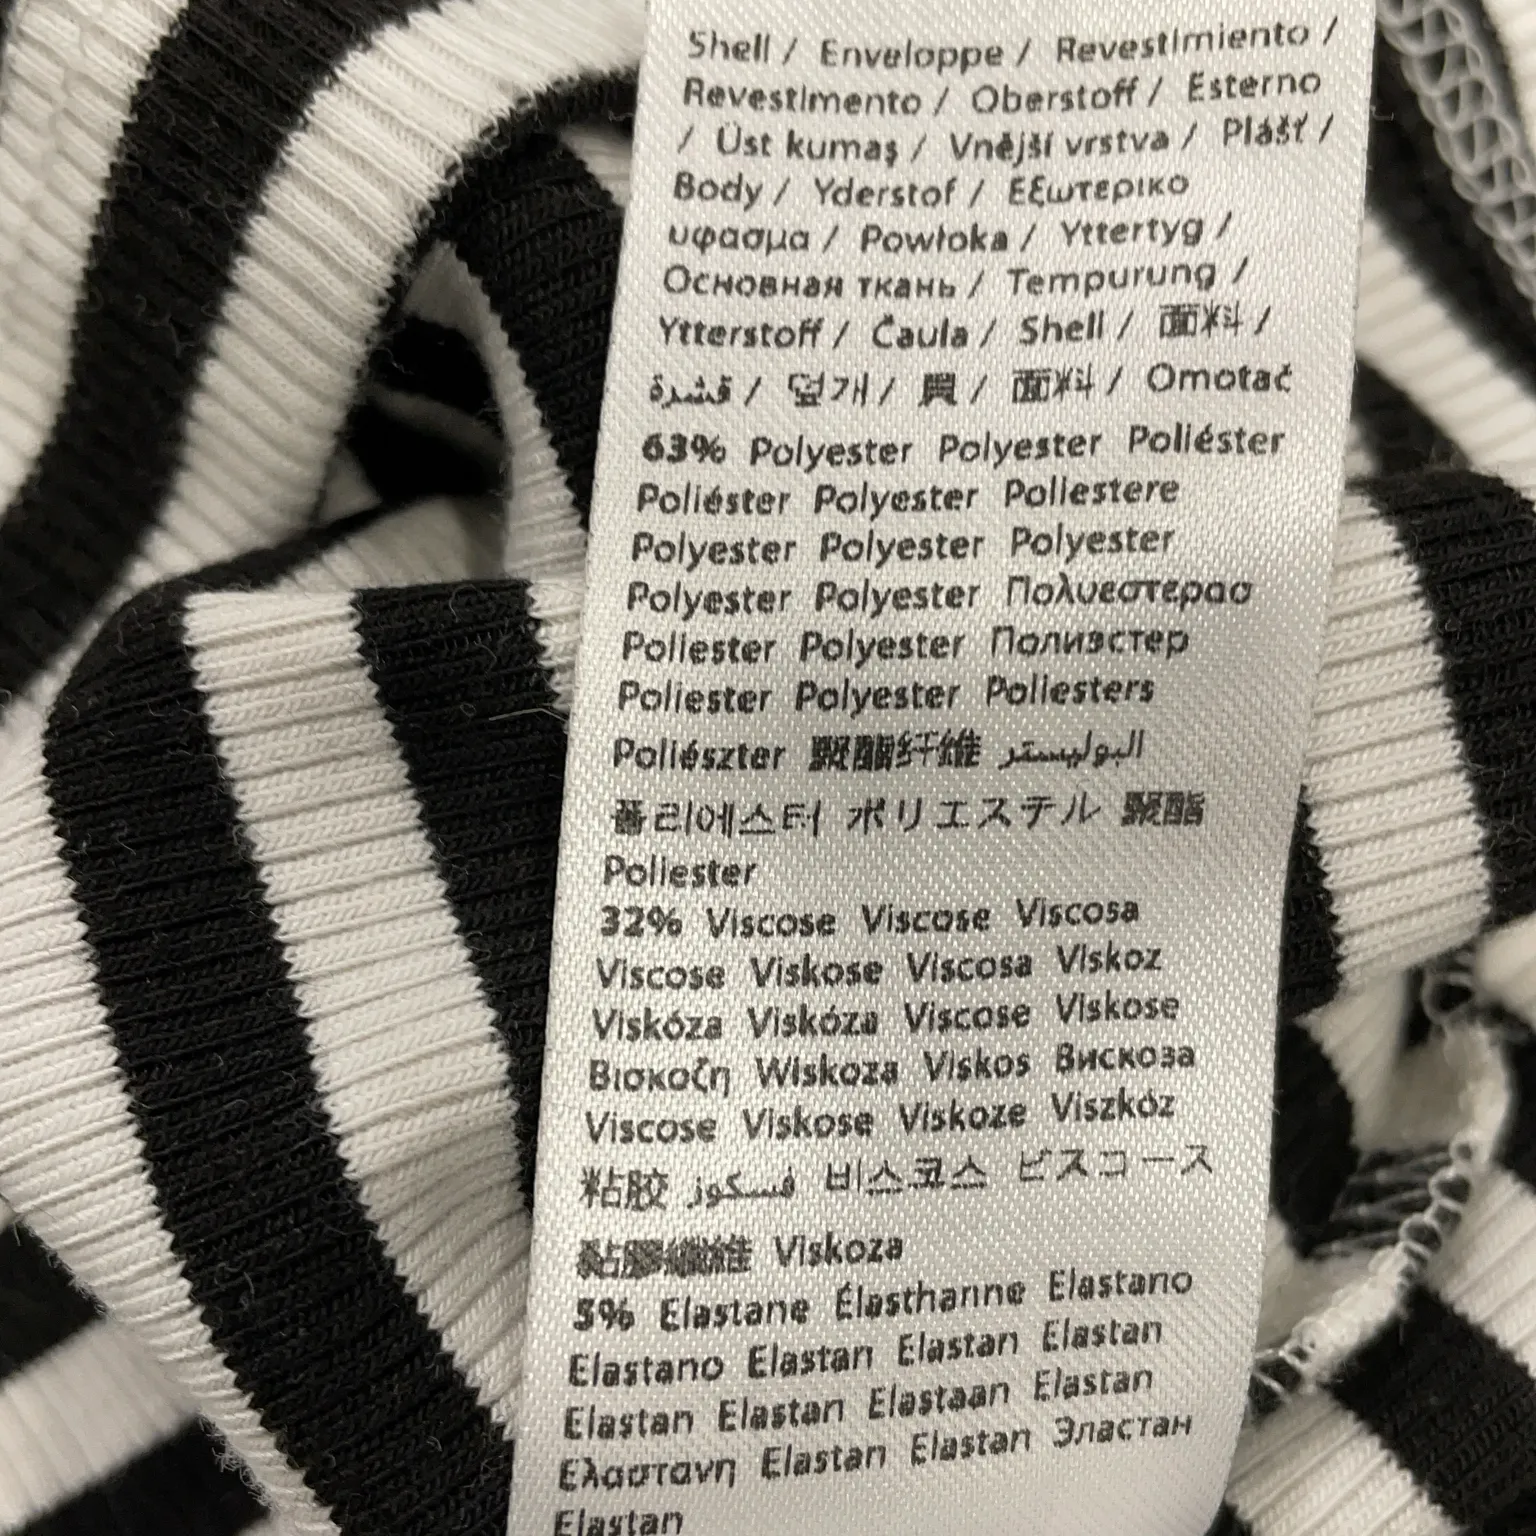 Shell / Enveloppe / Revestimiento /
Revestimento / Oberstoff / Esterno
/ Üst kumaş / Vnější vrstva / Plášť /
Body / Yderstof / Εξωτερικο
υφασμα / Powłoka / Yttertyg /
Основная ткань / Tempurung /
Ytterstoff / Čaula / Shell / 面料 /
قشرة / 덮개 / 貝 / 面料 / Omotač
63% Polyester Polyester Poliéster
Poliéster Polyester Poliestere
Polyester Polyester Polyester
Polyester Polyester Πολυεστερασ
Poliester Polyester Полиэстер
Poliester Polyester Poliesters
Poliészter 聚酯纤维 البوليستر
폴리에스터 ポリエステル 聚酯
Poliester
32% Viscose Viscose Viscosa
Viscose Viskose Viscosa Viskoz
Viskóza Viskóza Viscose Viskose
Βισκοζη Wiskoza Viskos Вискоза
Viscose Viskose Viskoze Viszkóz
粘胶 فسكوز 비스코스 ビスコース
黏膠纖維 Viskoza
5% Elastane Élasthanne Elastano
Elastano Elastan Elastan Elastan
Elastan Elastan Elastaan Elastan
Ελαστανη Elastan Elastan Эластан
Elastan